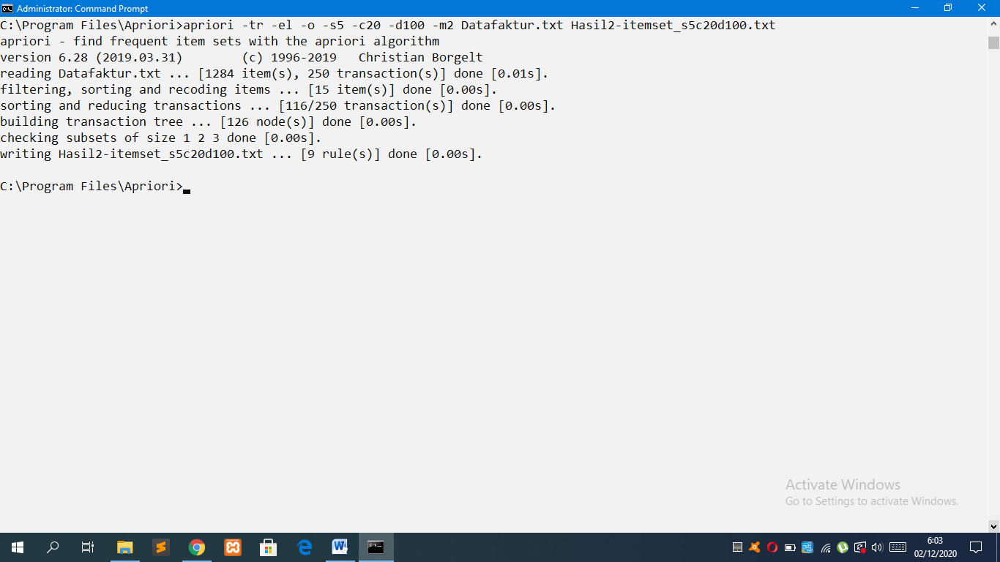 Administrator: Command Prompt
C:\Program Files\Apriori>apriori -tr -el -o -s5 -c20 -d100 -m2 Datafaktur.txt Hasil2-itemset_s5c20d100.txt
apriori - find frequent item sets with the apriori algorithm
version 6.28 (2019.03.31)        (c) 1996-2019   Christian Borgelt
reading Datafaktur.txt ... [1284 item(s), 250 transaction(s)] done [0.01s].
filtering, sorting and recoding items ... [15 item(s)] done [0.00s].
sorting and reducing transactions ... [116/250 transaction(s)] done [0.00s].
building transaction tree ... [126 node(s)] done [0.00s].
checking subsets of size 1 2 3 done [0.00s].
writing Hasil2-itemset_s5c20d100.txt ... [9 rule(s)] done [0.00s].
C:\Program Files\Apriori>
Activate Windows
Go to Settings to activate Windows.
6:03
02/12/2020